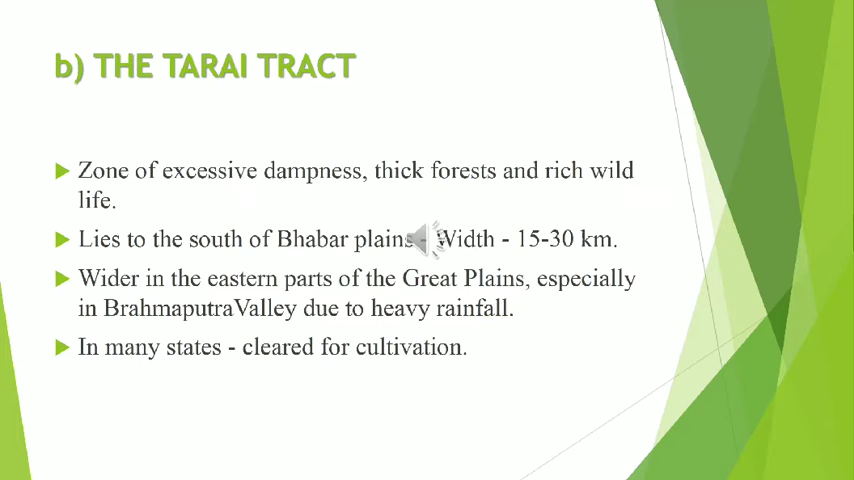 b) THE TARAI TRACT
Zone of excessive dampness, thick forests and rich wild
life.
Lies to the south of Bhabar plains - Width - 15-30 km.
Wider in the eastern parts of the Great Plains, especially
in BrahmaputraValley due to heavy rainfall.
In many states - cleared for cultivation.